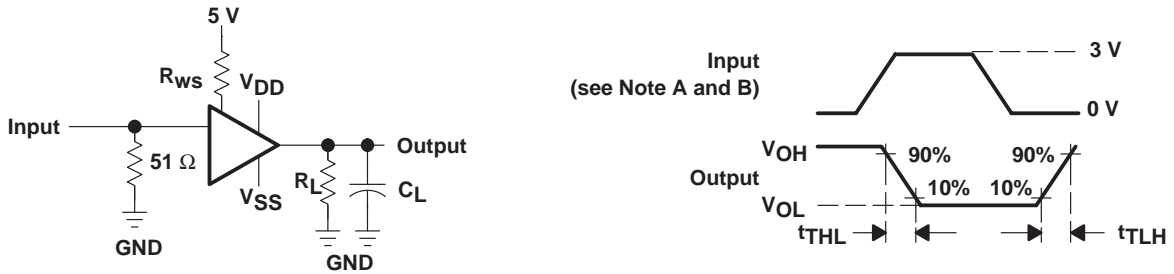 5 V
RWS
VDD
Input
51 Ω
GND
VSS
RL
CL
GND
Output
Input
(see Note A and B)
3 V
0 V
Output
VOH
VOL
90%
90%
10%
10%
tTHL
tTLH